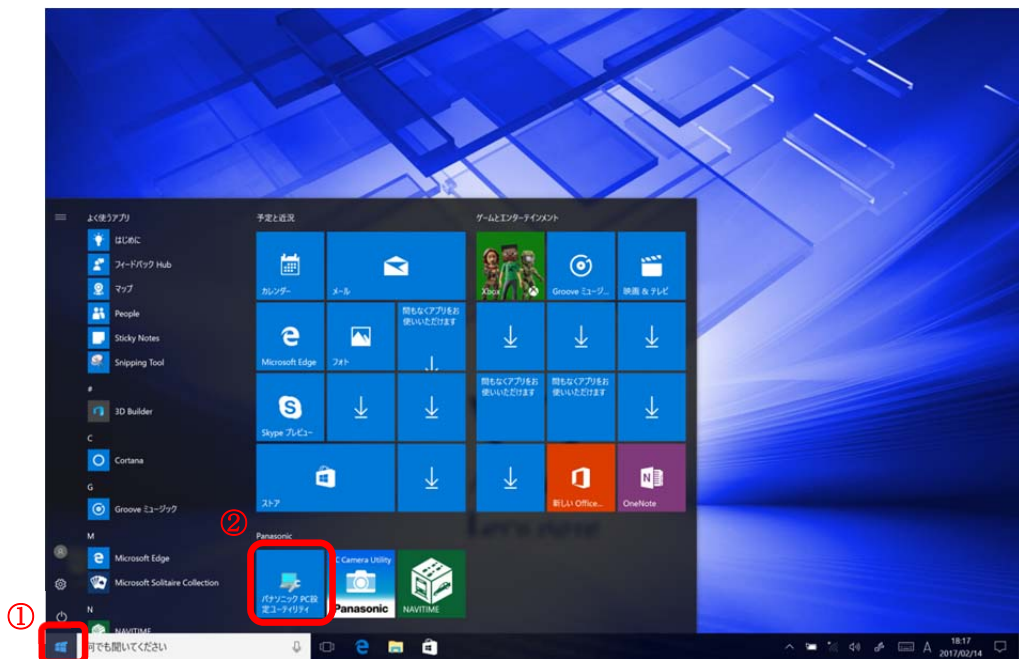 よく使うアプリ
はじめに
フィードバック Hub
マップ
People
Sticky Notes
Snipping Tool
#
3D Builder
C
Cortana
G
Groove ミュージック
M
Microsoft Edge
Microsoft Solitaire Collection
N
NAVITIME
予定と近況
カレンダー
メール
Microsoft Edge
フォト
間もなくアプリをお
使いいただけます
Skype プレビュー
ストア
ゲームとエンターテインメント
Xbox
Groove ミュージ...
映画 & テレビ
間もなくアプリをお
使いいただけます
間もなくアプリをお
使いいただけます
新しい Office...
OneNote
②
Panasonic
パナソニック PC設
定ユーティリティ
C Camera Utility
Panasonic
NAVITIME
①
何でも聞いてください
A
18:17
2017/02/14